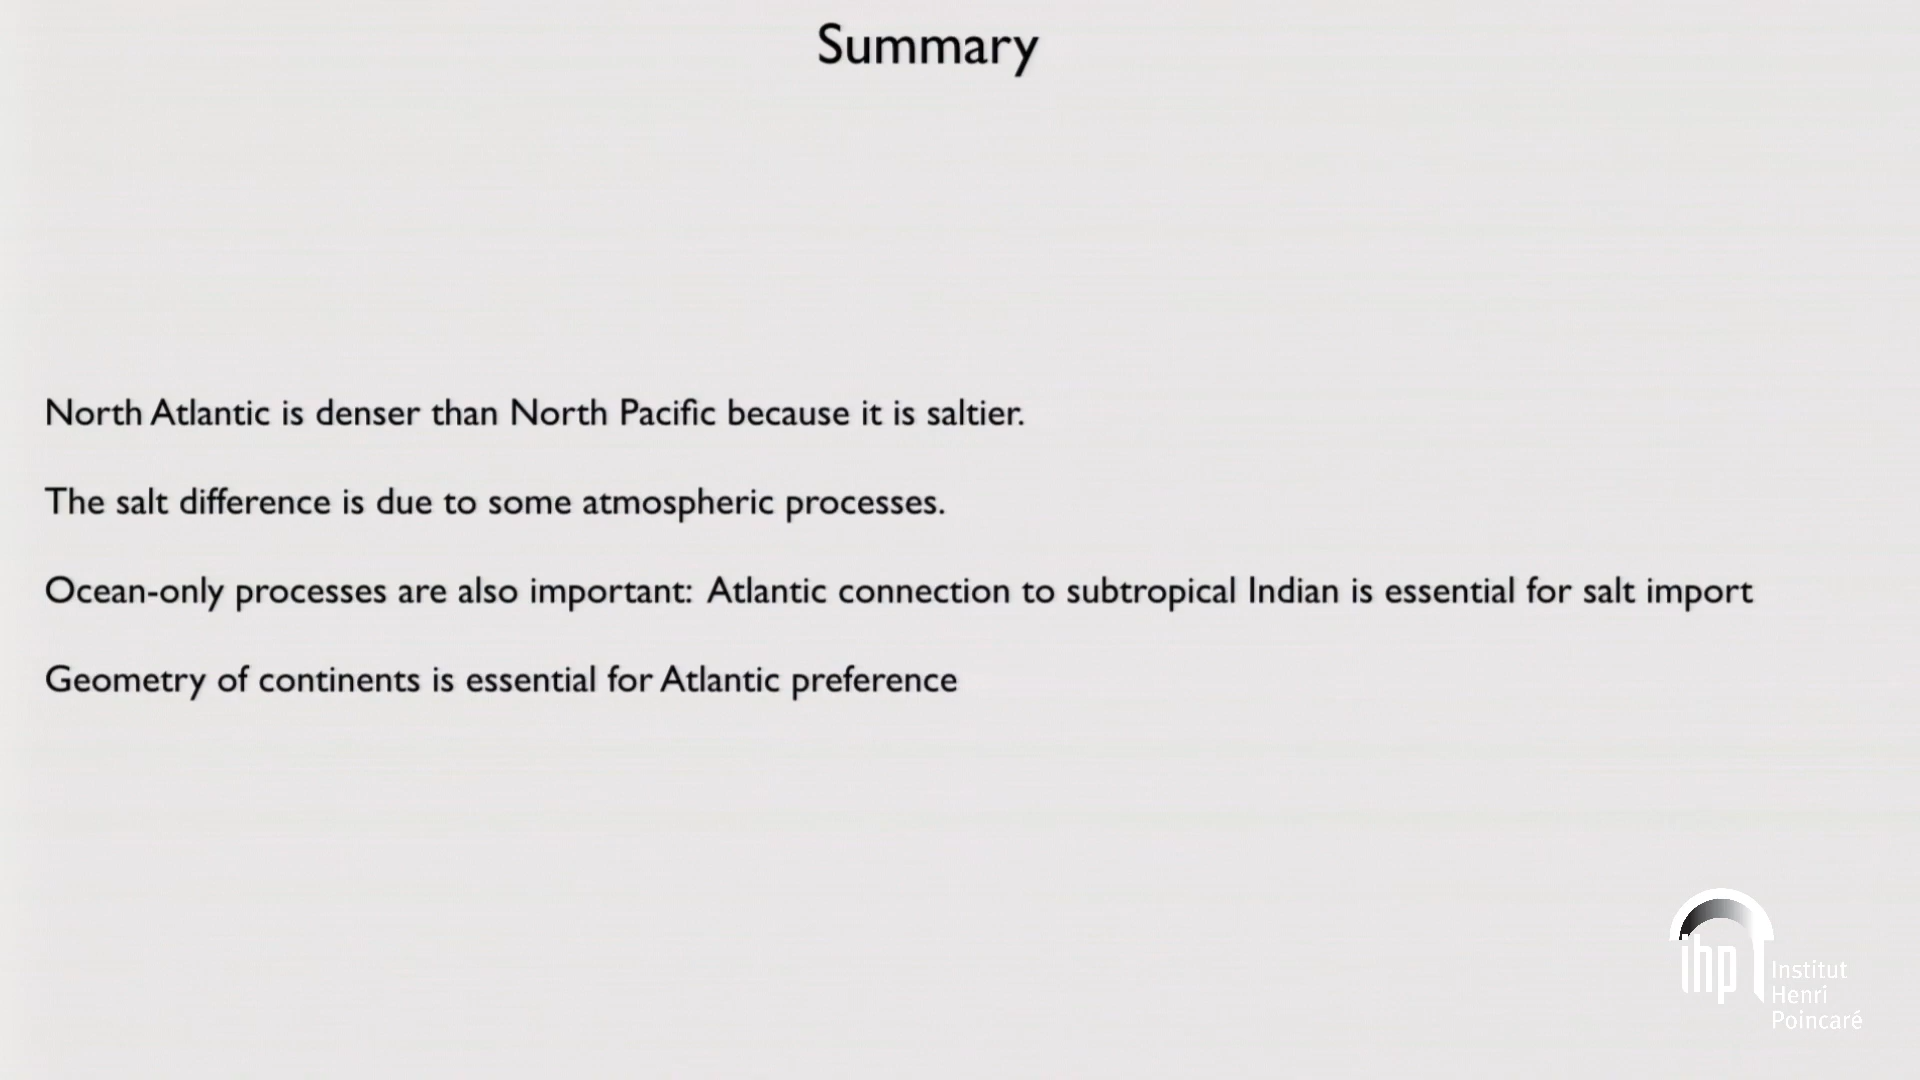 Summary
North Atlantic is denser than North Pacific because it is saltier.
The salt difference is due to some atmospheric processes.
Ocean-only processes are also important: Atlantic connection to subtropical Indian is essential for salt import
Geometry of continents is essential for Atlantic preference
ihp
Institut
Henri
Poincaré